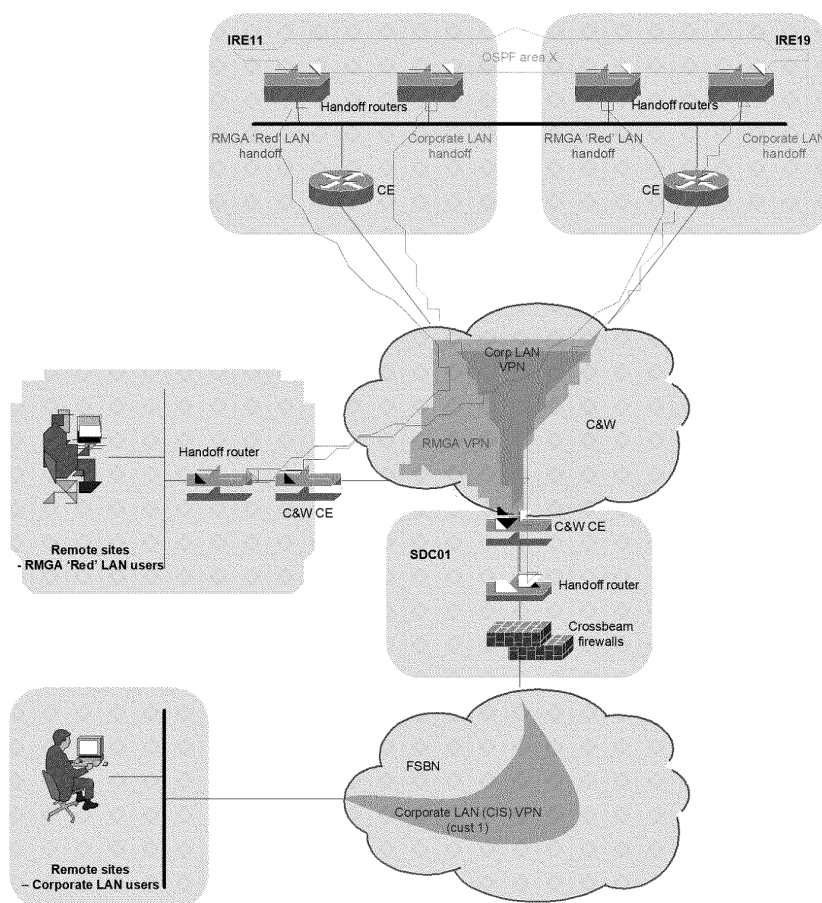 IRE11
IRE19
OSPF area X
Handoff routers
Handoff routers
RMGA 'Red' LAN
handoff
Corporate LAN
handoff
RMGA 'Red' LAN
handoff
Corporate LAN
handoff
CE
CE
Corp LAN
VPN
C&W
RMGA VPN
Handoff router
C&W CE
Remote sites
- RMGA 'Red' LAN users
C&W CE
SDC01
Handoff router
Crossbeam
firewalls
FSBN
Corporate LAN (CIS) VPN
(cust 1)
Remote sites
– Corporate LAN users